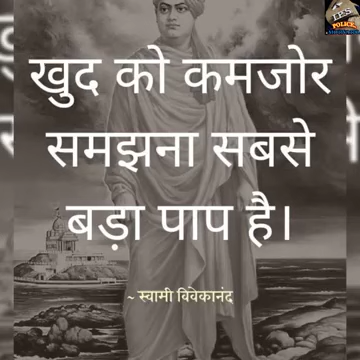 खुद को कमजोर
समझना सबसे
बड़ा पाप है।
~ स्वामी विवेकानंद